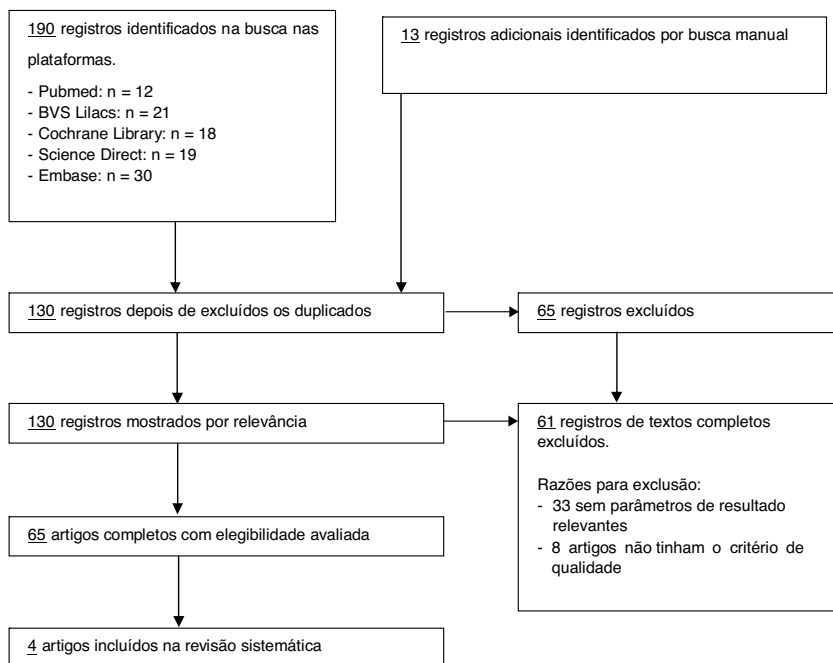 190 registros identificados na busca nas
plataformas.
- Pubmed: n = 12
- BVS Lilacs: n = 21
- Cochrane Library: n = 18
- Science Direct: n = 19
- Embase: n = 30
13 registros adicionais identificados por busca manual
130 registros depois de excluídos os duplicados
65 registros excluídos
130 registros mostrados por relevância
61 registros de textos completos
excluídos.
Razões para exclusão:
- 33 sem parâmetros de resultado
relevantes
- 8 artigos não tinham o critério de
qualidade
65 artigos completos com elegibilidade avaliada
4 artigos incluídos na revisão sistemática